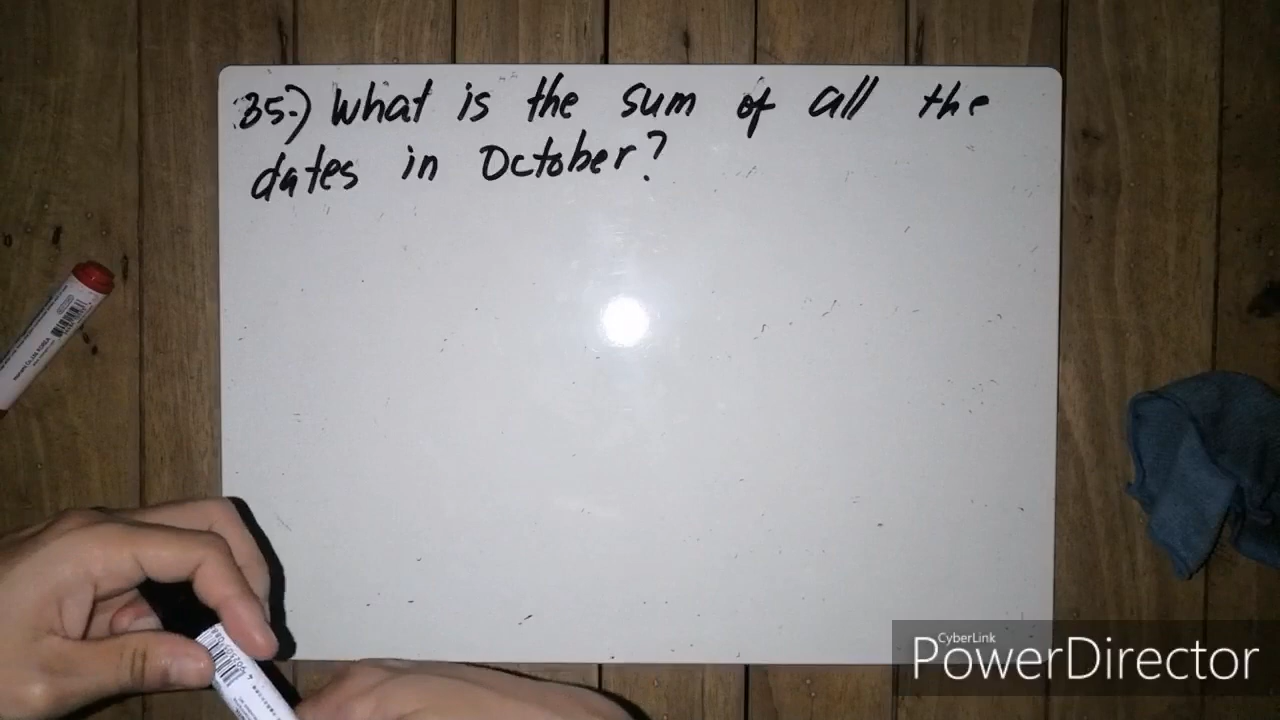 35.) What is the sum of all the
dates in October?
CyberLink
PowerDirector